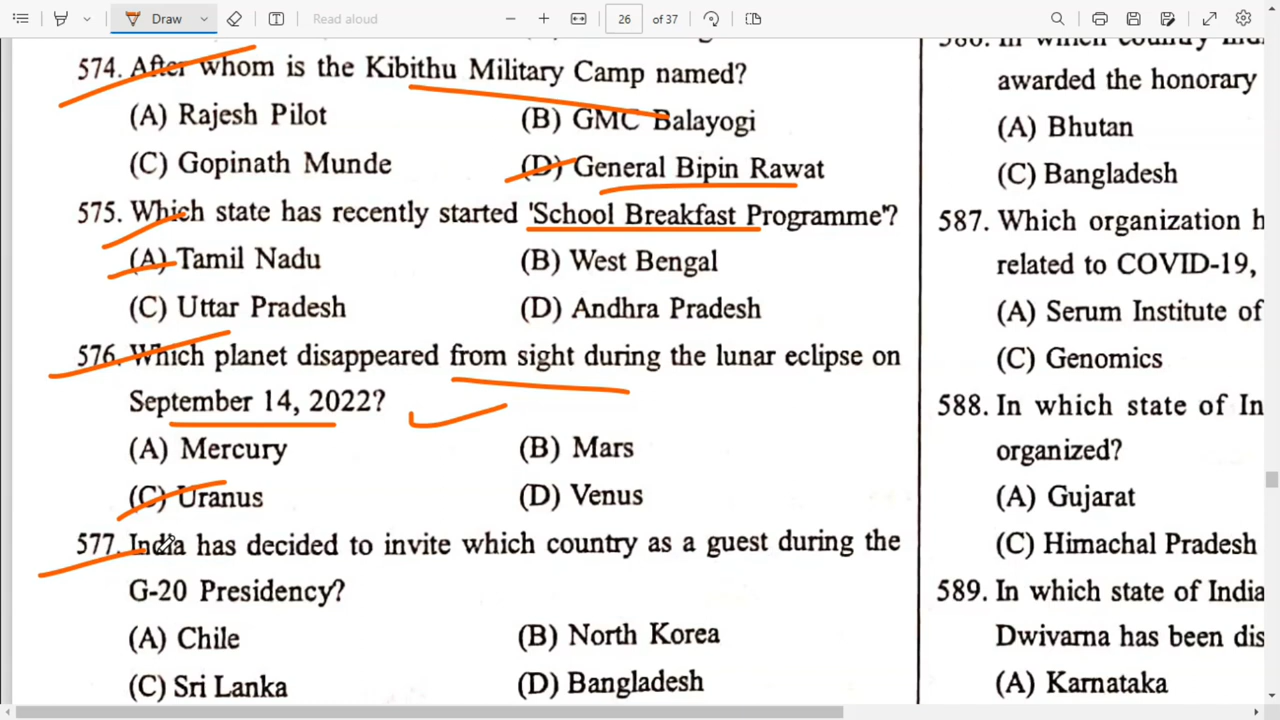 Draw
Read aloud
26 of 37
574. After whom is the Kibithu Military Camp named?
(A) Rajesh Pilot (B) GMC Balayogi
(C) Gopinath Munde (D) General Bipin Rawat
575. Which state has recently started 'School Breakfast Programme'?
(A) Tamil Nadu (B) West Bengal
(C) Uttar Pradesh (D) Andhra Pradesh
576. Which planet disappeared from sight during the lunar eclipse on
September 14, 2022?
(A) Mercury (B) Mars
(C) Uranus (D) Venus
577. India has decided to invite which country as a guest during the
G-20 Presidency?
(A) Chile (B) North Korea
(C) Sri Lanka (D) Bangladesh
586. In which country
awarded the honorary
(A) Bhutan
(C) Bangladesh
587. Which organization
related to COVID-19,
(A) Serum Institute of
(C) Genomics
588. In which state of
organized?
(A) Gujarat
(C) Himachal Pradesh
589. In which state of India
Dwivarna has been
(A) Karnataka